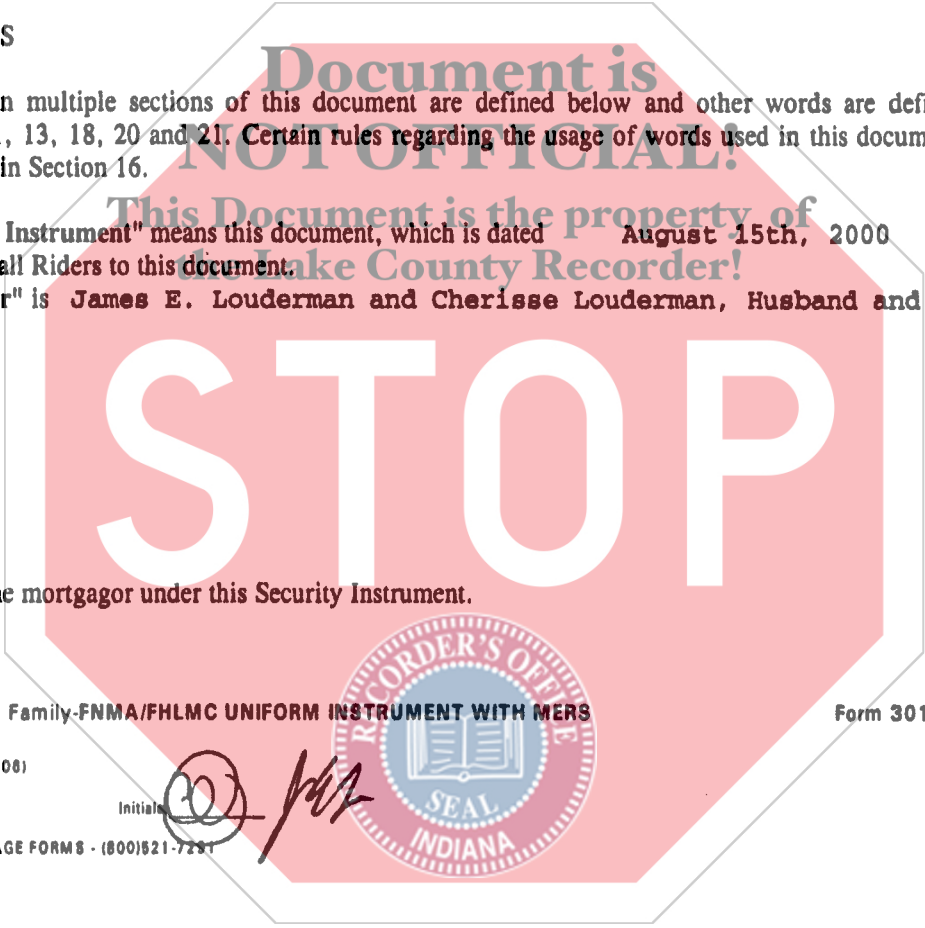 S
Document is
n multiple sections of this document are defined below and other words are defi
, 13, 18, 20 and 21. Certain rules regarding the usage of words used in this docum
NOT OFFICIAL!
in Section 16.
This Document is the property of
Instrument" means this document, which is dated August 15th, 2000
all Riders to this document.
the Lake County Recorder!
r" is James E. Louderman and Cherisse Louderman, Husband and
STOP
e mortgagor under this Security Instrument.
RECORDER'S OFFICE
Family-FNMA/FHLMC UNIFORM INSTRUMENT WITH MERS Form 301
06)
Initials
SEAL
INDIANA
GE FORMS - (800)521-7291